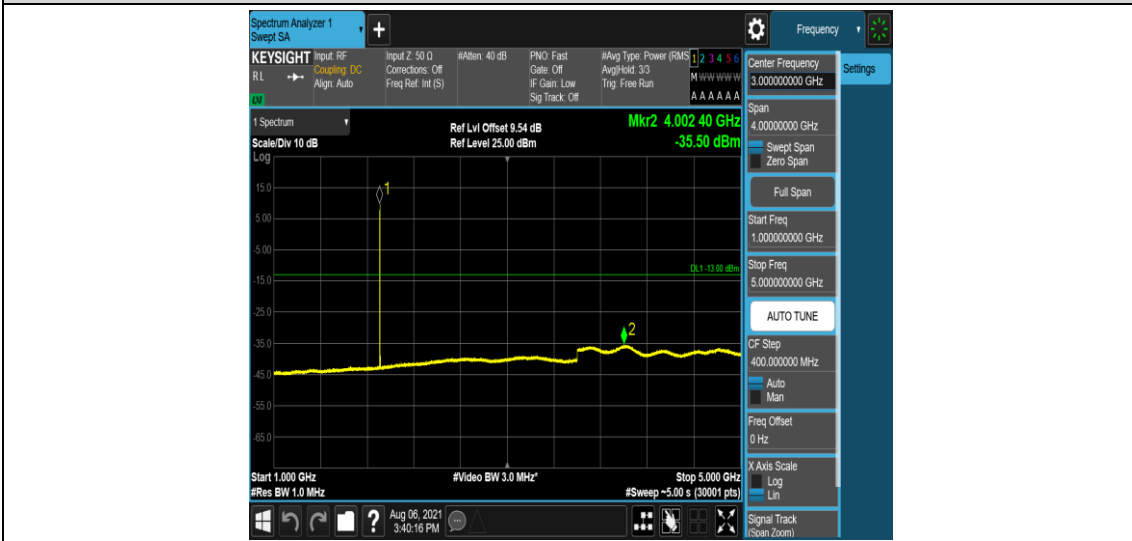 Spectrum Analyzer 1
Swept SA
+
Frequency
KEYSIGHT
R L
LXI
Input: RF
Coupling: DC
Align: Auto
Input Z: 50 Ω
Corrections: Off
Freq Ref: Int (S)
#Atten: 40 dB
PNO: Fast
Gate: Off
IF Gain: Low
Sig Track: Off
#Avg Type: Power (RMS
Avg|Hold: 3/3
Trig: Free Run
1 2 3 4 5 6
M W W W W W
A A A A A A
1 Spectrum
Scale/Div 10 dB
Ref Lvl Offset 9.54 dB
Ref Level 25.00 dBm
Mkr2 4.002 40 GHz
-35.50 dBm
Log
15.0
5.00
-5.00
-15.0
-25.0
-35.0
-45.0
-55.0
-65.0
1
DL1 -13.00 dBm
2
Start 1.000 GHz
#Res BW 1.0 MHz
#Video BW 3.0 MHz*
Stop 5.000 GHz
#Sweep ~5.00 s (30001 pts)
Center Frequency
3.000000000 GHz
Settings
Span
4.00000000 GHz
Swept Span
Zero Span
Full Span
Start Freq
1.000000000 GHz
Stop Freq
5.000000000 GHz
AUTO TUNE
CF Step
400.000000 MHz
Auto
Man
Freq Offset
0 Hz
X Axis Scale
Log
Lin
Signal Track
(Span Zoom)
?
Aug 06, 2021
3:40:16 PM